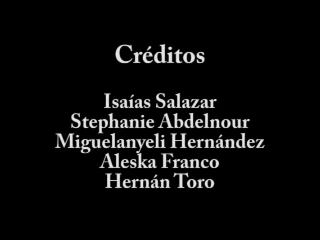 Créditos
Isaías Salazar
Stephanie Abdelnour
Miguelanyeli Hernández
Aleska Franco
Hernán Toro